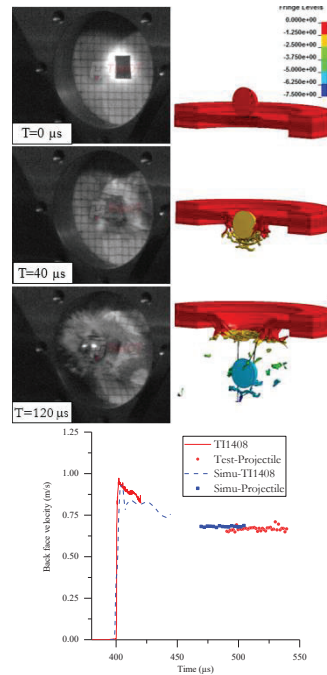 Fringe Levels
0.000e+00
-1.250e+00
-2.500e+00
-3.750e+00
-5.000e+00
-6.250e+00
-7.500e+00
T=0 µs
T=40 µs
T=120 µs
TI1408
Test-Projectile
Simu-TI1408
Simu-Projectile
Back face velocity (m/s)
1.25
1.00
0.75
0.50
0.25
0.00
400
450
500
550
Time (µs)